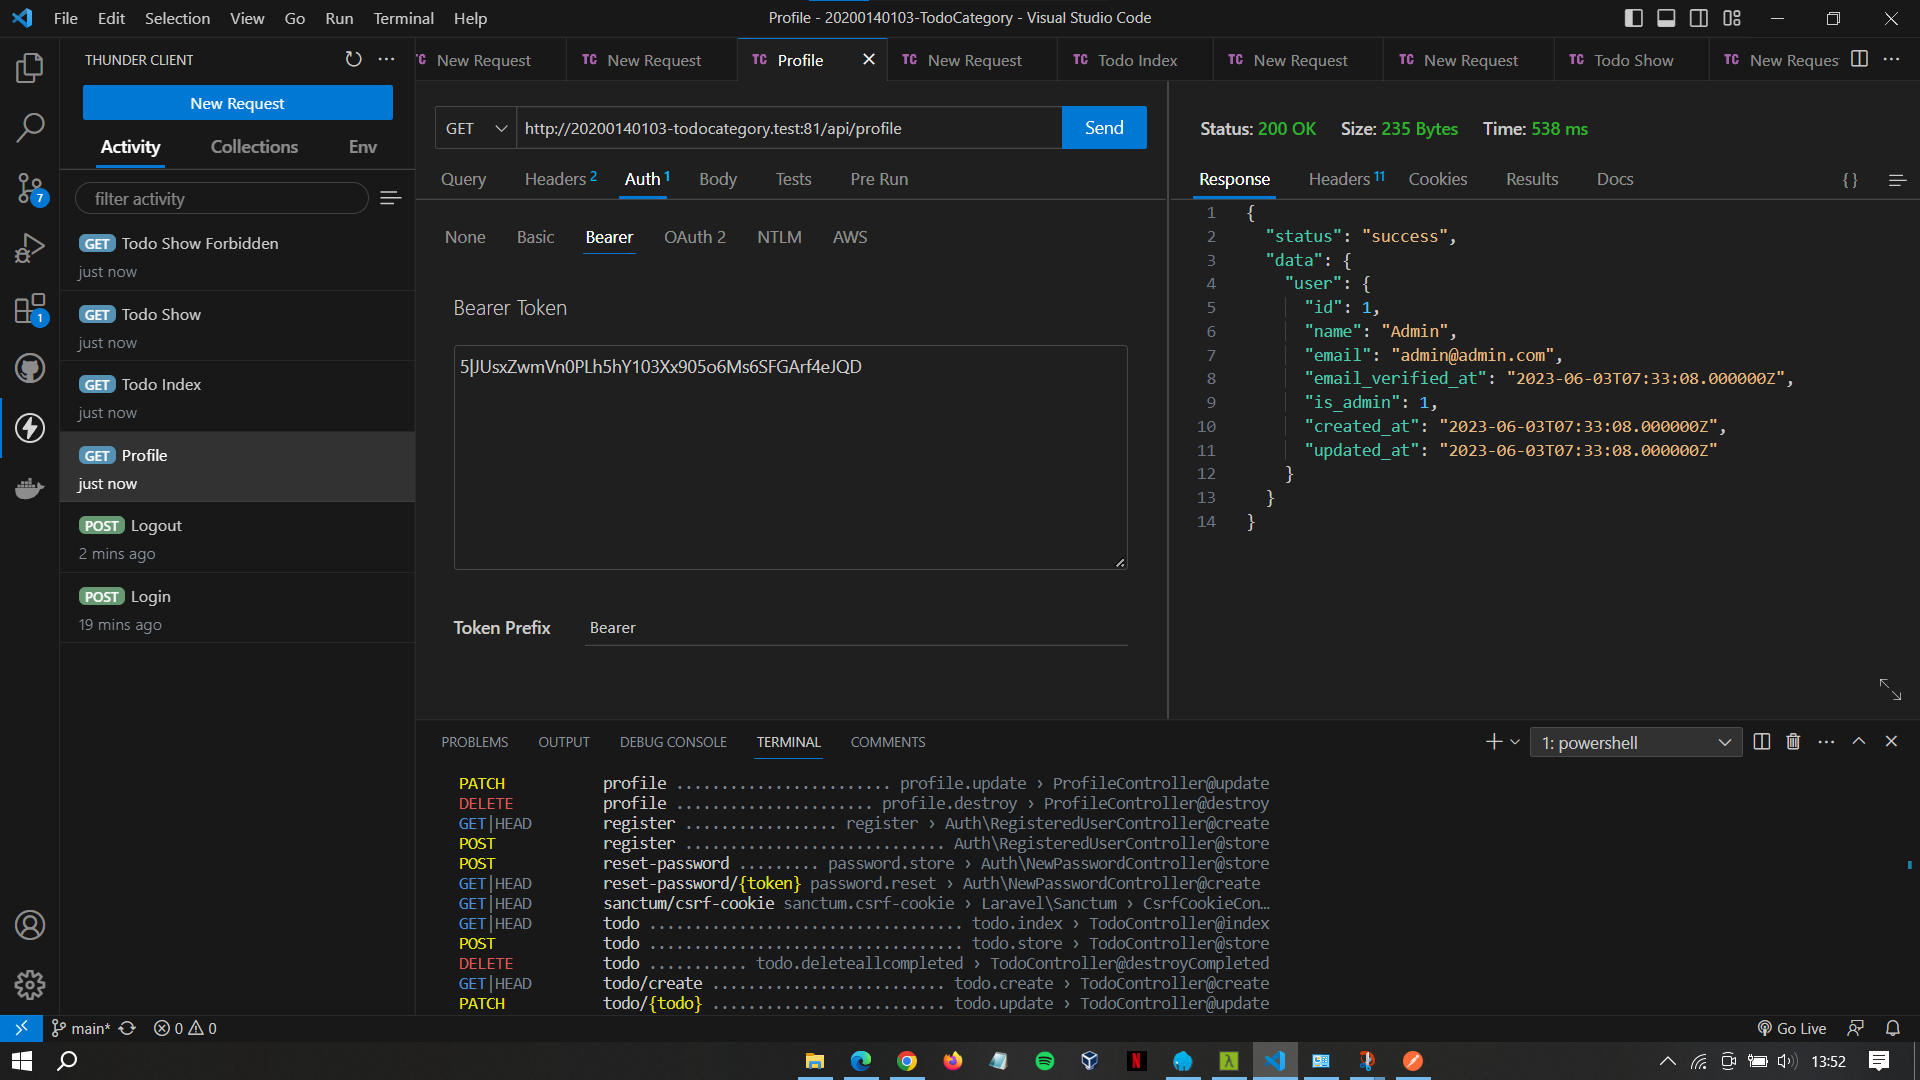 File Edit Selection View Go Run Terminal Help
Profile - 20200140103-TodoCategory - Visual Studio Code
THUNDER CLIENT
New Request
Activity Collections Env
filter activity
GET Todo Show Forbidden
just now
GET Todo Show
just now
GET Todo Index
just now
GET Profile
just now
POST Logout
2 mins ago
POST Login
19 mins ago
7
1
TC New Request
TC New Request
TC Profile
TC New Request
TC Todo Index
TC New Request
TC New Request
TC Todo Show
TC New Reques
GET http://20200140103-todocategory.test:81/api/profile Send
Query Headers 2 Auth 1 Body Tests Pre Run
None Basic Bearer OAuth 2 NTLM AWS
Bearer Token
5|JUsxZwmVn0PLh5hY103Xx905o6Ms6SFGArf4eJQD
Token Prefix Bearer
Status: 200 OK Size: 235 Bytes Time: 538 ms
Response Headers 11 Cookies Results Docs { }
1 {
2 "status": "success",
3 "data": {
4 "user": {
5 "id": 1,
6 "name": "Admin",
7 "email": "admin@admin.com",
8 "email_verified_at": "2023-06-03T07:33:08.000000Z",
9 "is_admin": 1,
10 "created_at": "2023-06-03T07:33:08.000000Z",
11 "updated_at": "2023-06-03T07:33:08.000000Z"
12 }
13 }
14 }
PROBLEMS OUTPUT DEBUG CONSOLE TERMINAL COMMENTS
1: powershell
PATCH profile ........................ profile.update › ProfileController@update
DELETE profile ...................... profile.destroy › ProfileController@destroy
GET|HEAD register ................. register › Auth\RegisteredUserController@create
POST register ............................. Auth\RegisteredUserController@store
POST reset-password ......... password.store › Auth\NewPasswordController@store
GET|HEAD reset-password/{token} password.reset › Auth\NewPasswordController@create
GET|HEAD sanctum/csrf-cookie sanctum.csrf-cookie › Laravel\Sanctum › CsrfCookieCon…
GET|HEAD todo ................................... todo.index › TodoController@index
POST todo ................................... todo.store › TodoController@store
DELETE todo ........... todo.deleteallcompleted › TodoController@destroyCompleted
GET|HEAD todo/create .......................... todo.create › TodoController@create
PATCH todo/{todo} .......................... todo.update › TodoController@update
main* 0 0
Go Live
13:52